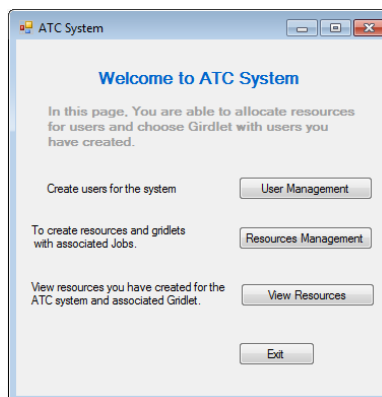 ATC System
Welcome to ATC System
In this page, You are able to allocate resources
for users and choose Girdlet with users you
have created.
Create users for the system
User Management
To create resources and gridlets
with associated Jobs.
Resources Management
View resources you have created for the
ATC system and associated Gridlet.
View Resources
Exit